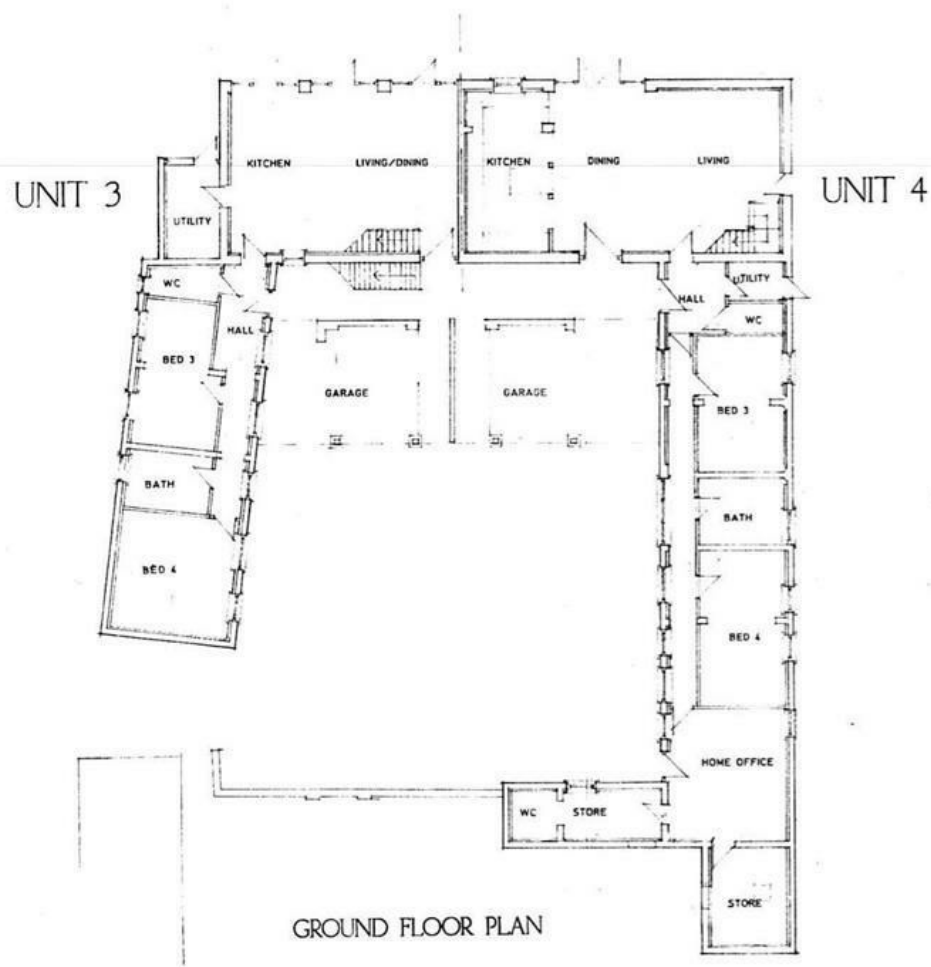 KITCHEN LIVING/DINING KITCHEN DINING LIVING
UNIT 3 UNIT 4
UTILITY
WC UTILITY
HALL HALL
WC
BED 3
GARAGE GARAGE
BED 3
BATH
BATH
BED 4
BED 4
HOME OFFICE
WC STORE
STORE
GROUND FLOOR PLAN